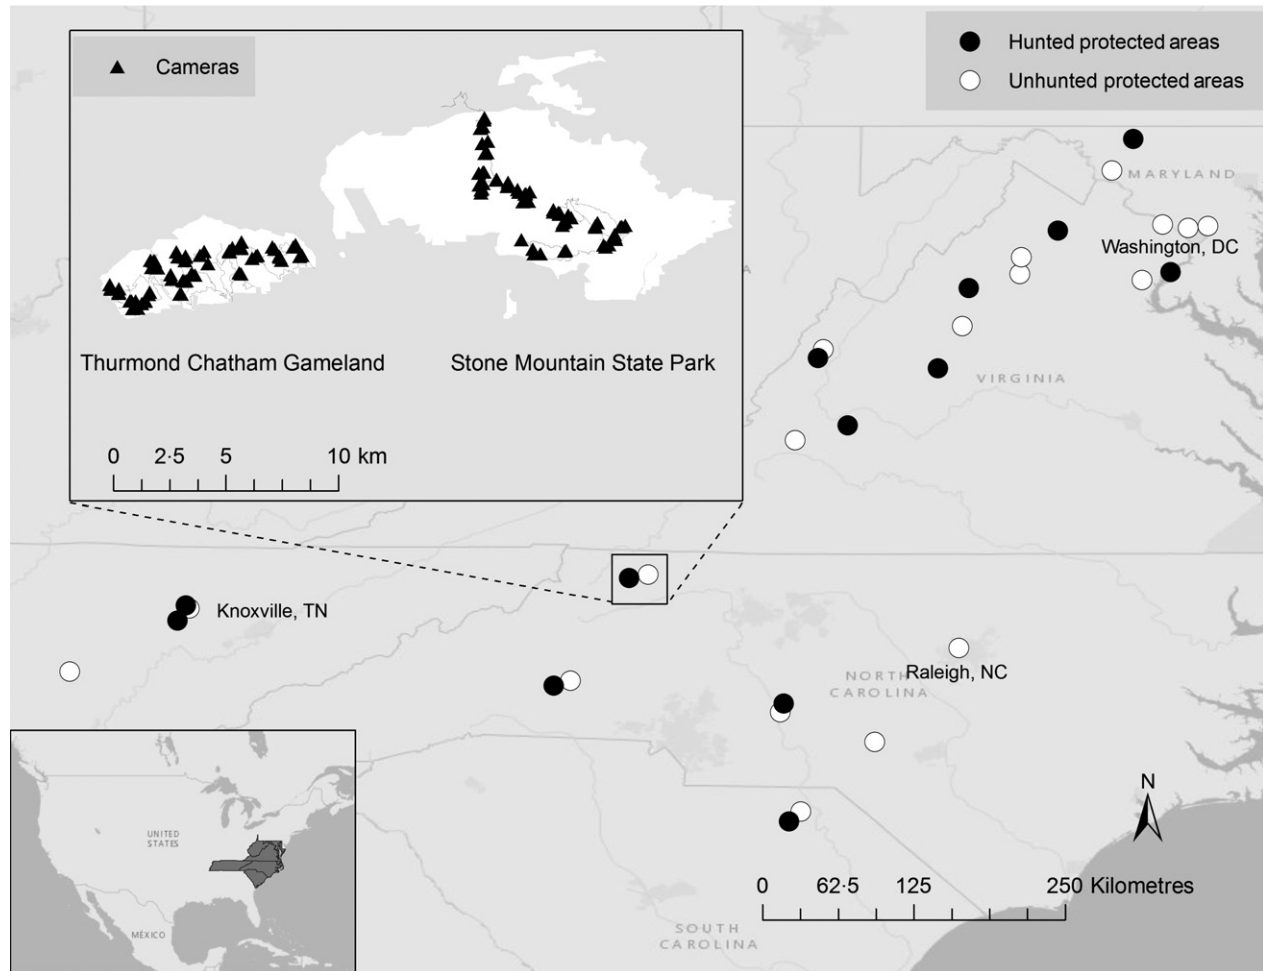 Cameras
Hunted protected areas
Unhunted protected areas
MARYLAND
Washington, DC
VIRGINIA
Thurmond Chatham Gameland
Stone Mountain State Park
0 2·5 5 10 km
Knoxville, TN
Raleigh, NC
NORTH
CAROLINA
N
0 62·5 125 250 Kilometres
SOUTH
CAROLINA
UNITED
STATES
MÉXICO